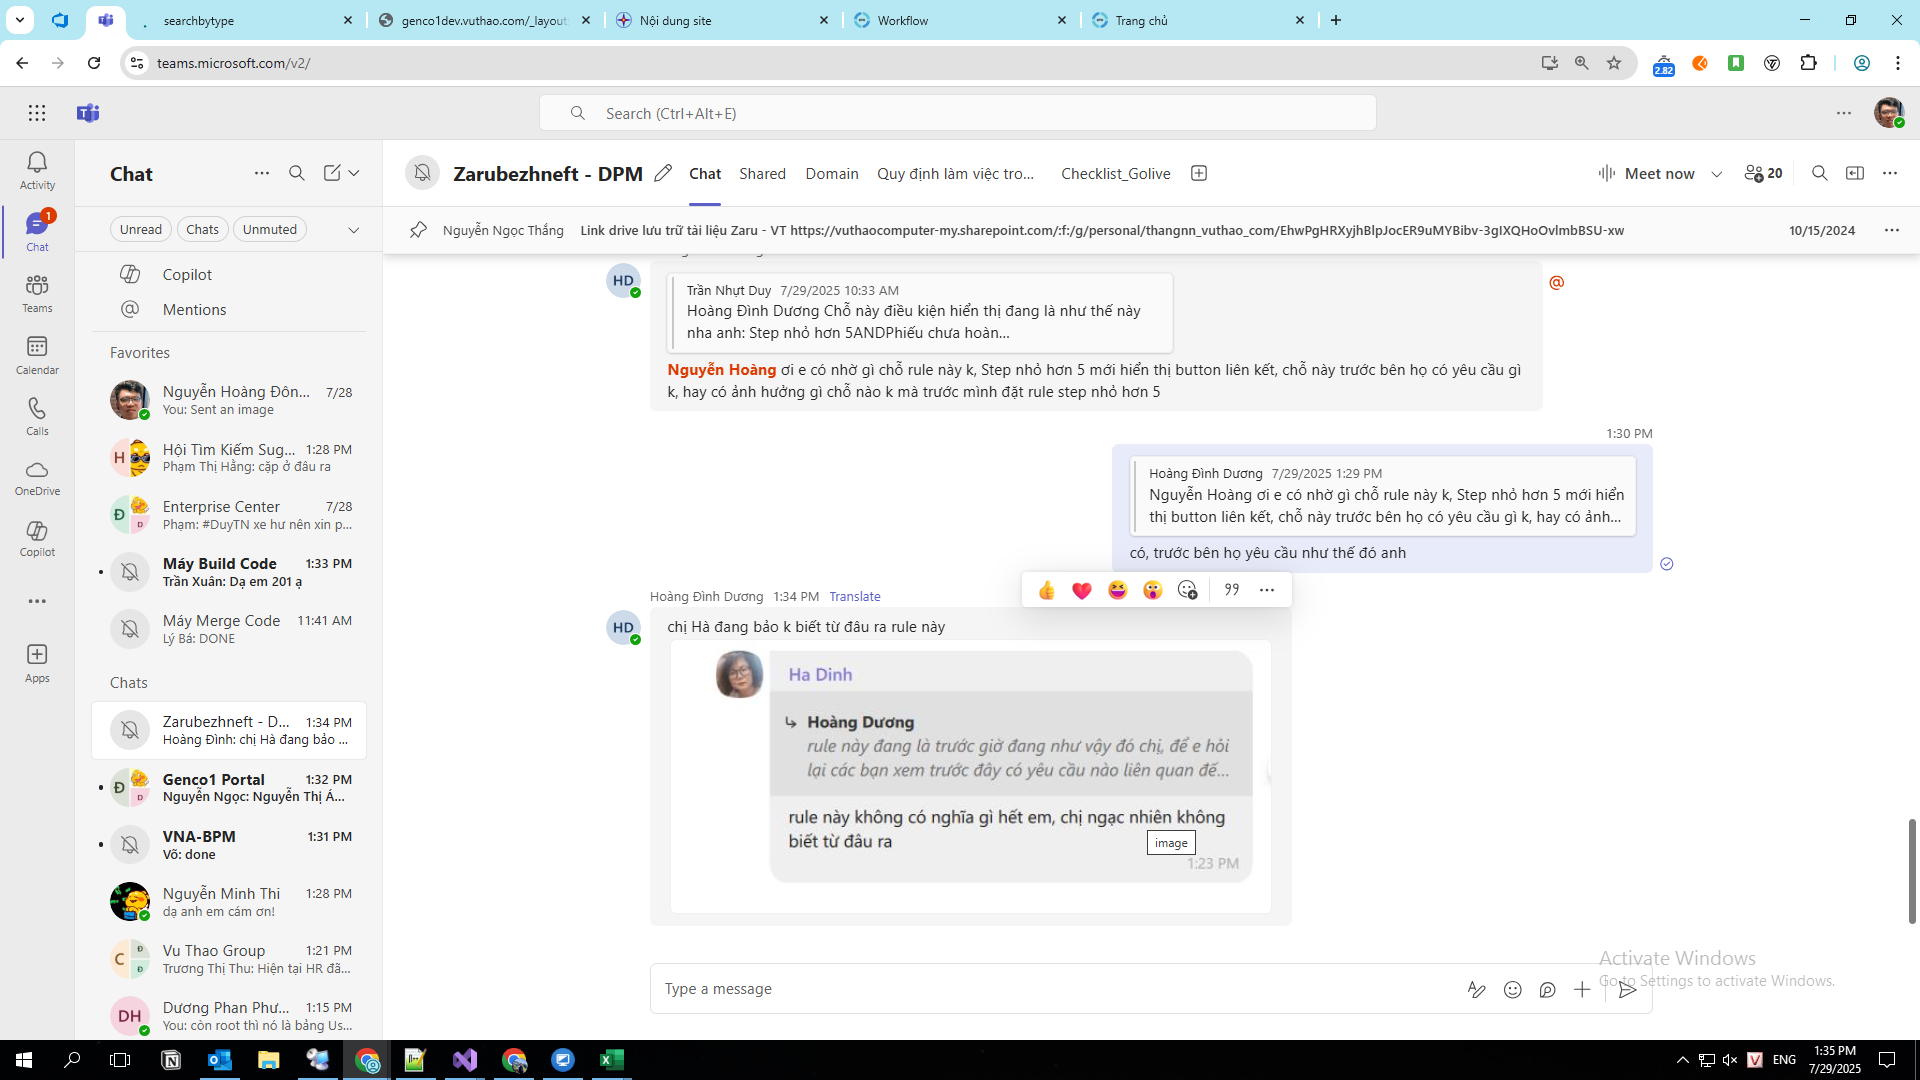 searchbytype
genco1dev.vuthao.com/_layout
Nội dung site
Workflow
Trang chủ
teams.microsoft.com/v2/
2.82
Search (Ctrl+Alt+E)
Activity
1
Chat
Teams
Calendar
Calls
OneDrive
Copilot
Apps
Chat
Unread
Chats
Unmuted
Copilot
Mentions
Favorites
Nguyễn Hoàng Đôn... 7/28
You: Sent an image
H
Hội Tìm Kiếm Sug... 1:28 PM
Phạm Thị Hằng: cặp ở đâu ra
Đ
D
Enterprise Center 7/28
Phạm: #DuyTN xe hư nên xin p...
Máy Build Code 1:33 PM
Trần Xuân: Dạ em 201 ạ
Máy Merge Code 11:41 AM
Lý Bá: DONE
Chats
Zarubezhneft - D... 1:34 PM
Hoàng Đình: chị Hà đang bảo ...
Đ
D
Genco1 Portal 1:32 PM
Nguyễn Ngọc: Nguyễn Thị Á...
VNA-BPM 1:31 PM
Võ: done
Nguyễn Minh Thi 1:28 PM
dạ anh em cám ơn!
C
Đ
Đ
Vu Thao Group 1:21 PM
Trương Thị Thu: Hiện tại HR đã...
DH
Dương Phan Phư... 1:15 PM
You: còn root thì nó là bảng Us...
Zarubezhneft - DPM
Chat
Shared
Domain
Quy định làm việc tro...
Checklist_Golive
Meet now
20
Nguyễn Ngọc Thắng Link drive lưu trữ tài liệu Zaru - VT https://vuthaocomputer-my.sharepoint.com/:f:/g/personal/thangnn_vuthao_com/EhwPgHRXyjhBlpJocER9uMYBibv-3gIXQHoOvlmbBSU-xw 10/15/2024
HD
Trần Nhựt Duy 7/29/2025 10:33 AM
Hoàng Đình Dương Chỗ này điều kiện hiển thị đang là như thế này
nha anh: Step nhỏ hơn 5ANDPhiếu chưa hoàn...
Nguyễn Hoàng ơi e có nhờ gì chỗ rule này k, Step nhỏ hơn 5 mới hiển thị button liên kết, chỗ này trước bên họ có yêu cầu gì
k, hay có ảnh hưởng gì chỗ nào k mà trước mình đặt rule step nhỏ hơn 5
1:30 PM
Hoàng Đình Dương 7/29/2025 1:29 PM
Nguyễn Hoàng ơi e có nhờ gì chỗ rule này k, Step nhỏ hơn 5 mới hiển
thị button liên kết, chỗ này trước bên họ có yêu cầu gì k, hay có ảnh...
có, trước bên họ yêu cầu như thế đó anh
Hoàng Đình Dương 1:34 PM Translate
HD
chị Hà đang bảo k biết từ đâu ra rule này
Ha Dinh
Hoàng Dương
rule này đang là trước giờ đang như vậy đó chị, để e hỏi
lại các bạn xem trước đây có yêu cầu nào liên quan đế...
rule này không có nghĩa gì hết em, chị ngạc nhiên không
biết từ đâu ra
image
1:23 PM
Type a message
Activate Windows
Go to Settings to activate Windows.
ENG
1:35 PM
7/29/2025